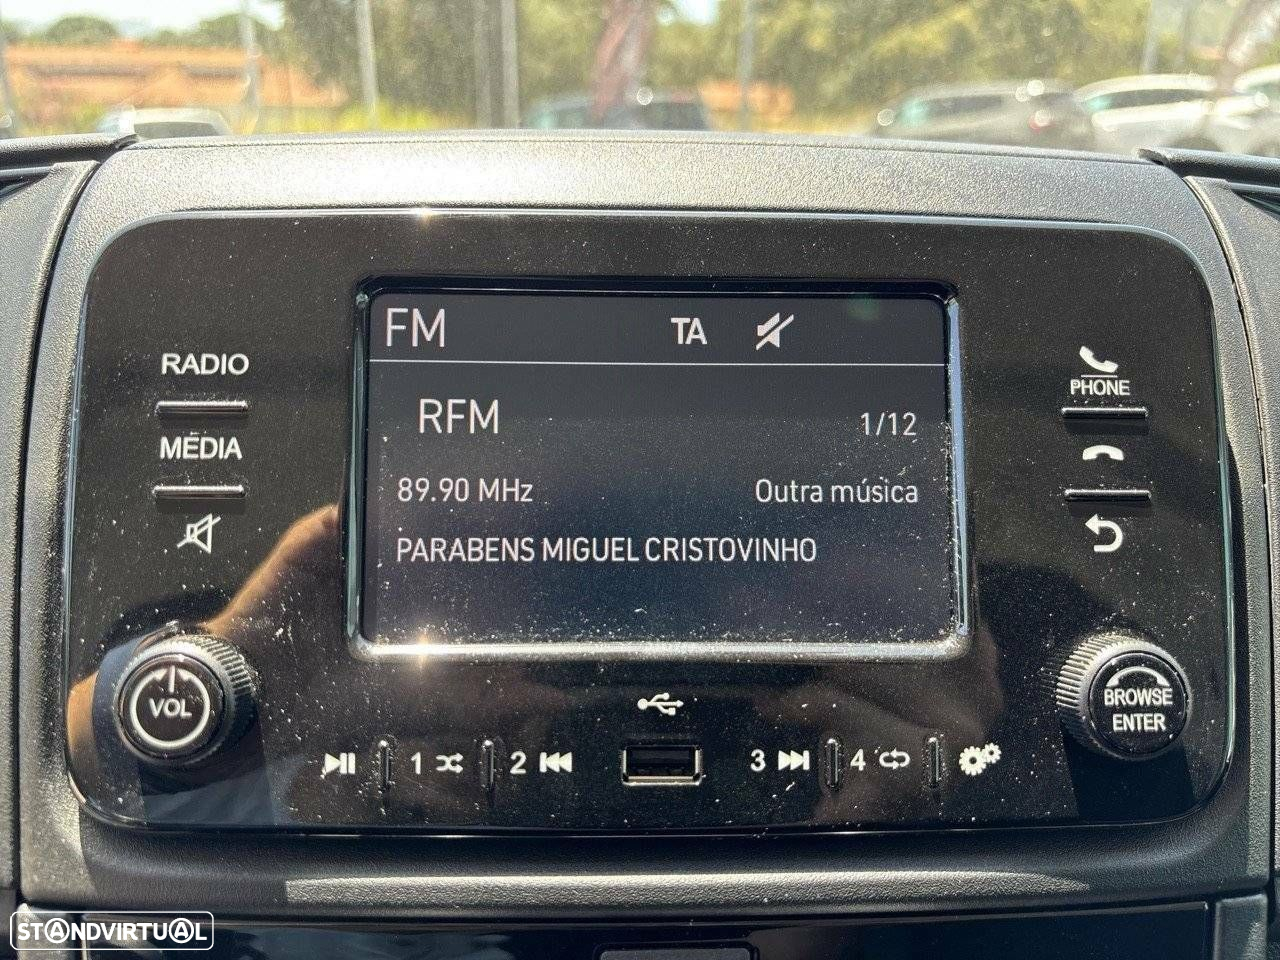 FM TA
RFM 1/12
89.90 MHz Outra música
PARABENS MIGUEL CRISTOVINHO
RADIO
MEDIA
VOL
PHONE
BROWSE
ENTER
1 2 3 4
STANDVIRTUAL